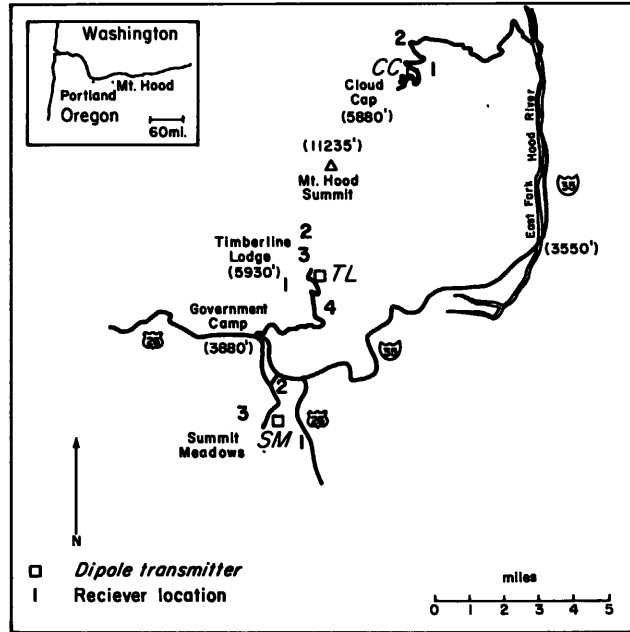 Washington
Mt. Hood
Portland
Oregon
60mi.
2
CC
1
Cloud
Cap
(5880')
East Fork Hood River
35
(11235')
Mt. Hood
Summit
2
Timberline
3
Lodge
(5930')
1
TL
(3550')
Government
Camp
4
26
(3880')
35
2
3
26
SM
1
Summit
Meadows
N
Dipole transmitter
1 Reciever location
miles
0 1 2 3 4 5